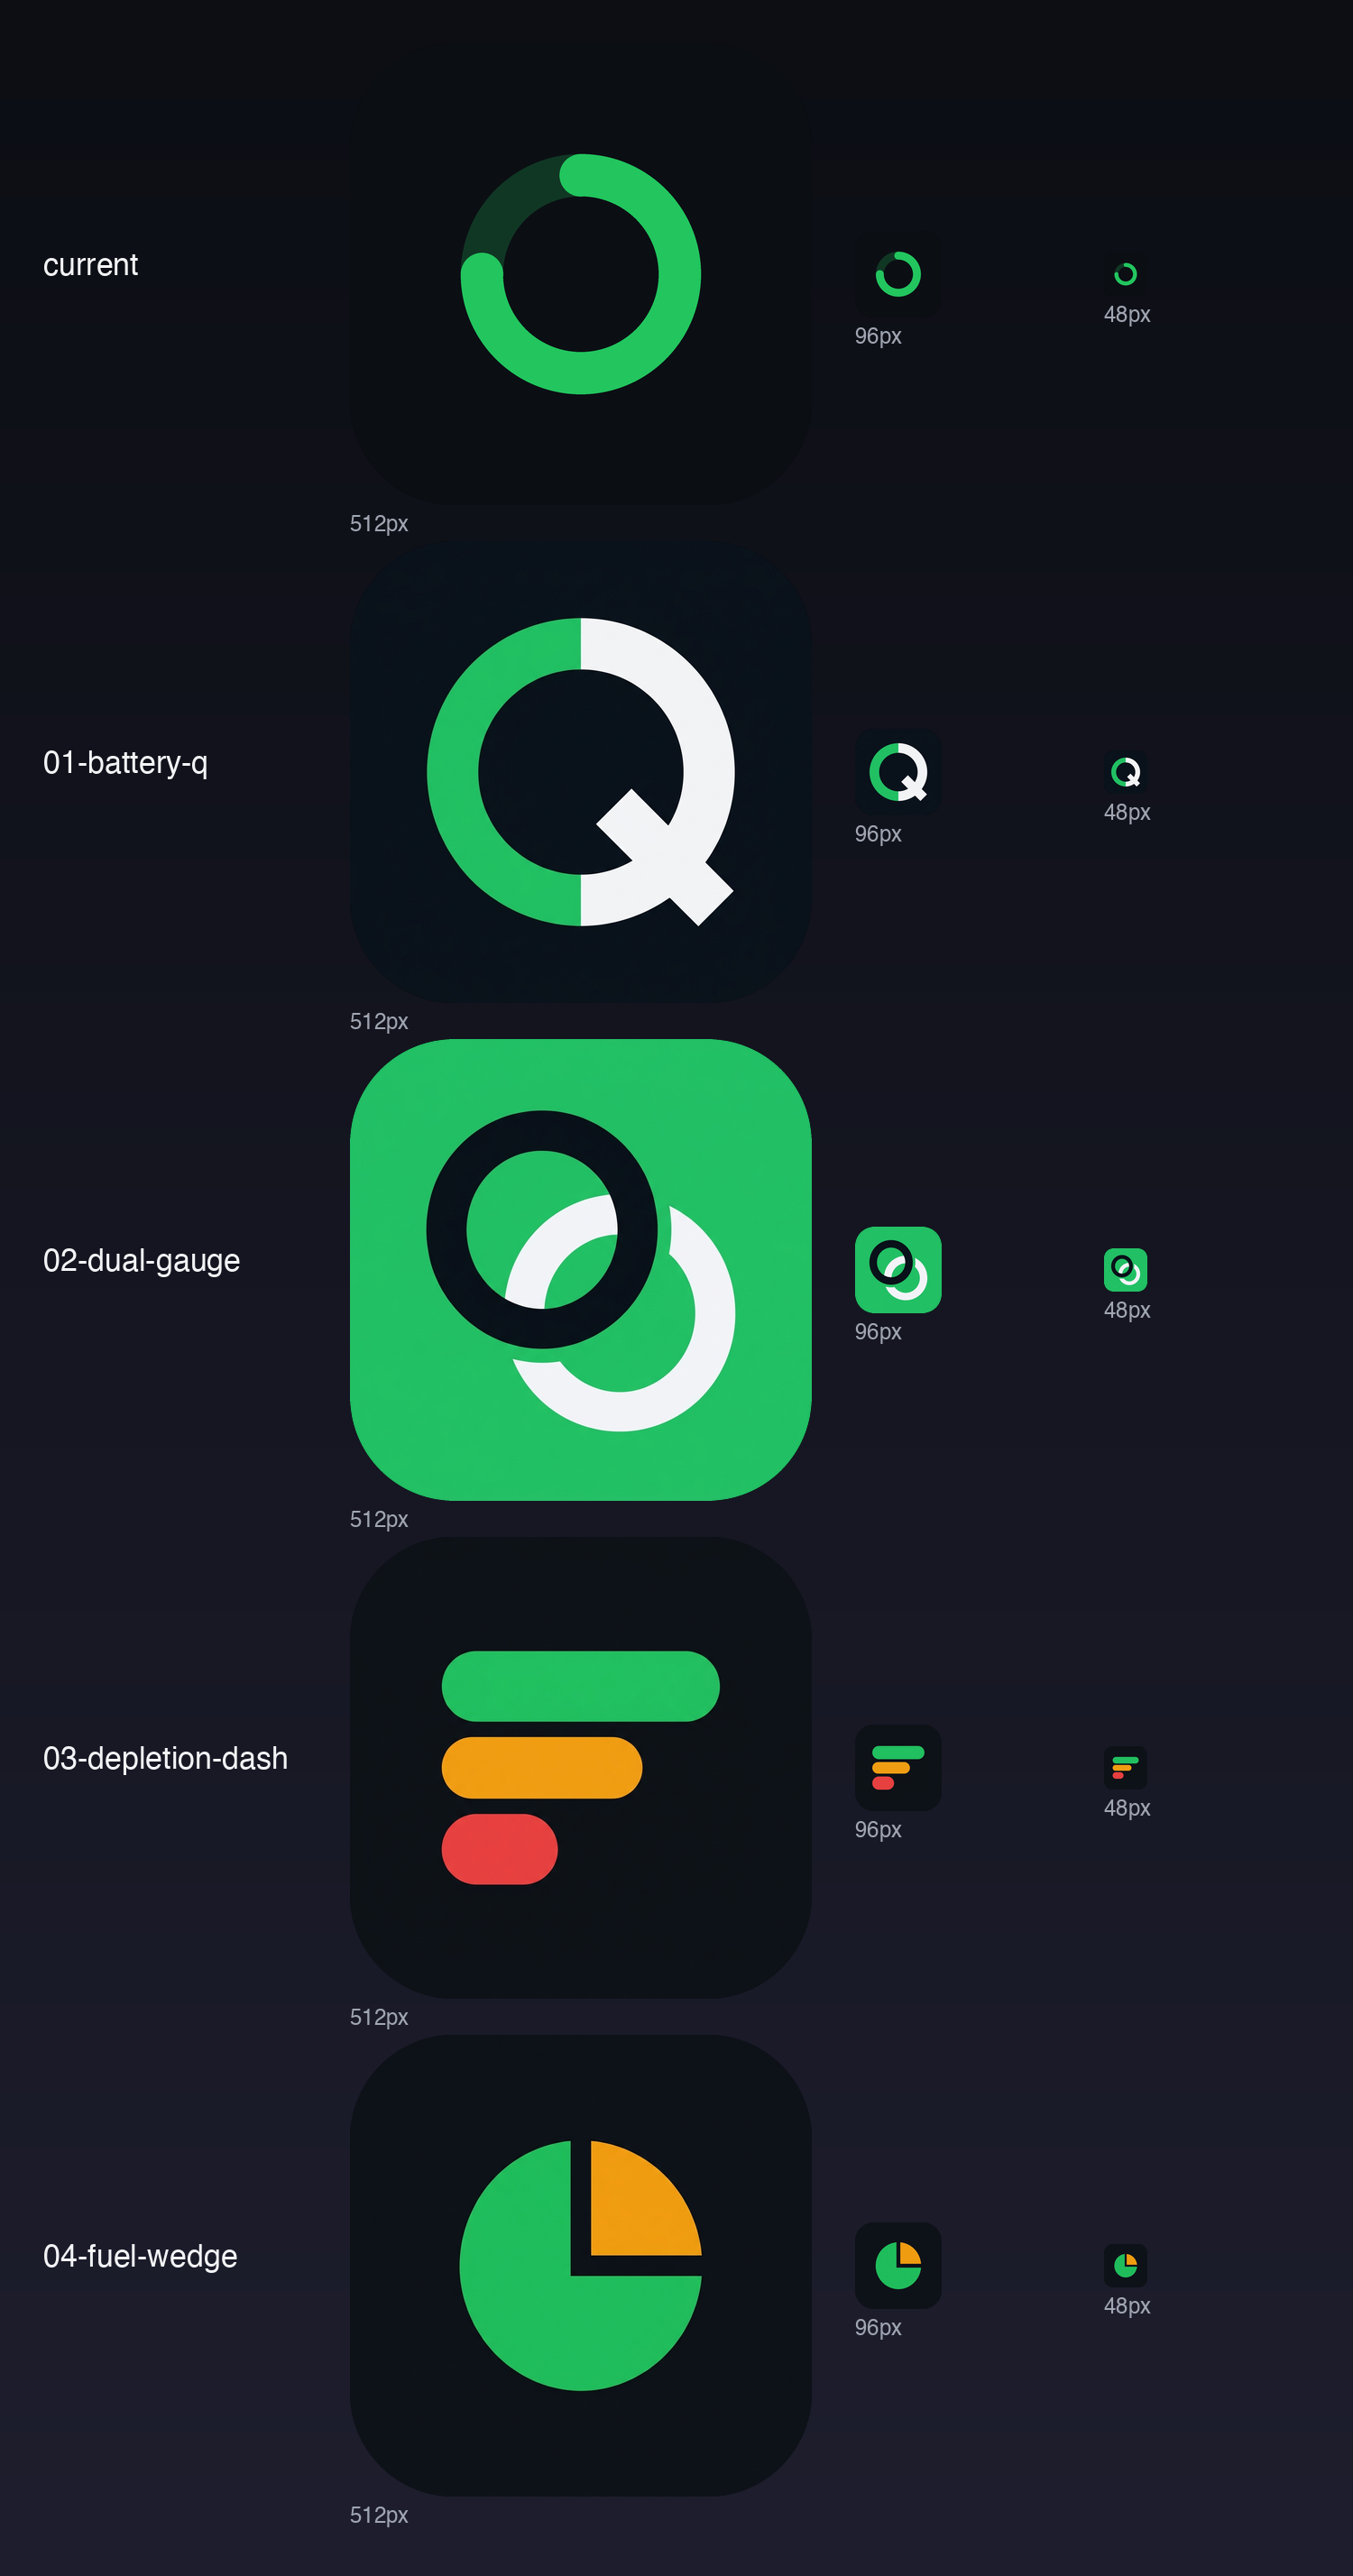 current
96px
48px
512px
Q
01-battery-q
96px
48px
512px
02-dual-gauge
96px
48px
512px
03-depletion-dash
96px
48px
512px
04-fuel-wedge
96px
48px
512px